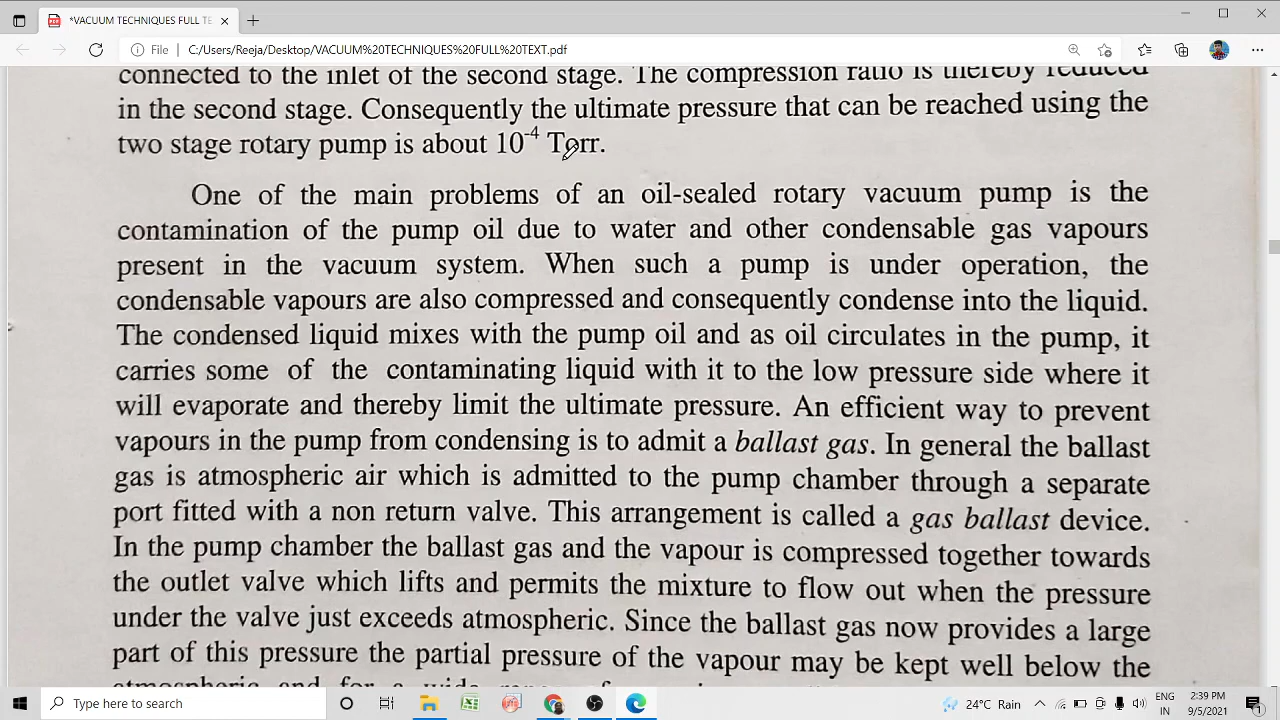 *VACUUM TECHNIQUES FULL TE
File
C:/Users/Reeja/Desktop/VACUUM%20TECHNIQUES%20FULL%20TEXT.pdf
connected to the inlet of the second stage. The compression ratio is thereby reduced
in the second stage. Consequently the ultimate pressure that can be reached using the
two stage rotary pump is about 10⁻⁴ Torr.
One of the main problems of an oil-sealed rotary vacuum pump is the
contamination of the pump oil due to water and other condensable gas vapours
present in the vacuum system. When such a pump is under operation, the
condensable vapours are also compressed and consequently condense into the liquid.
The condensed liquid mixes with the pump oil and as oil circulates in the pump, it
carries some of the contaminating liquid with it to the low pressure side where it
will evaporate and thereby limit the ultimate pressure. An efficient way to prevent
vapours in the pump from condensing is to admit a ballast gas. In general the ballast
gas is atmospheric air which is admitted to the pump chamber through a separate
port fitted with a non return valve. This arrangement is called a gas ballast device.
In the pump chamber the ballast gas and the vapour is compressed together towards
the outlet valve which lifts and permits the mixture to flow out when the pressure
under the valve just exceeds atmospheric. Since the ballast gas now provides a large
part of this pressure the partial pressure of the vapour may be kept well below the
atmospheric and for a wide
Type here to search
24°C Rain
ENG
IN
2:39 PM
9/5/2021